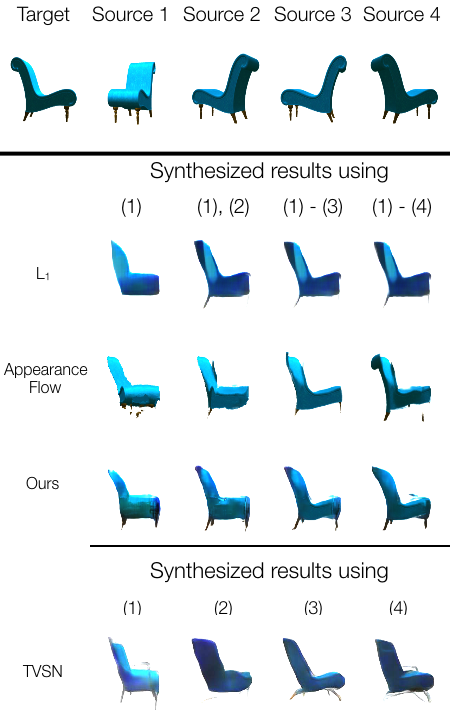 Target Source 1 Source 2 Source 3 Source 4
Synthesized results using
(1) (1), (2) (1) - (3) (1) - (4)
L₁
Appearance
Flow
Ours
Synthesized results using
(1) (2) (3) (4)
TVSN